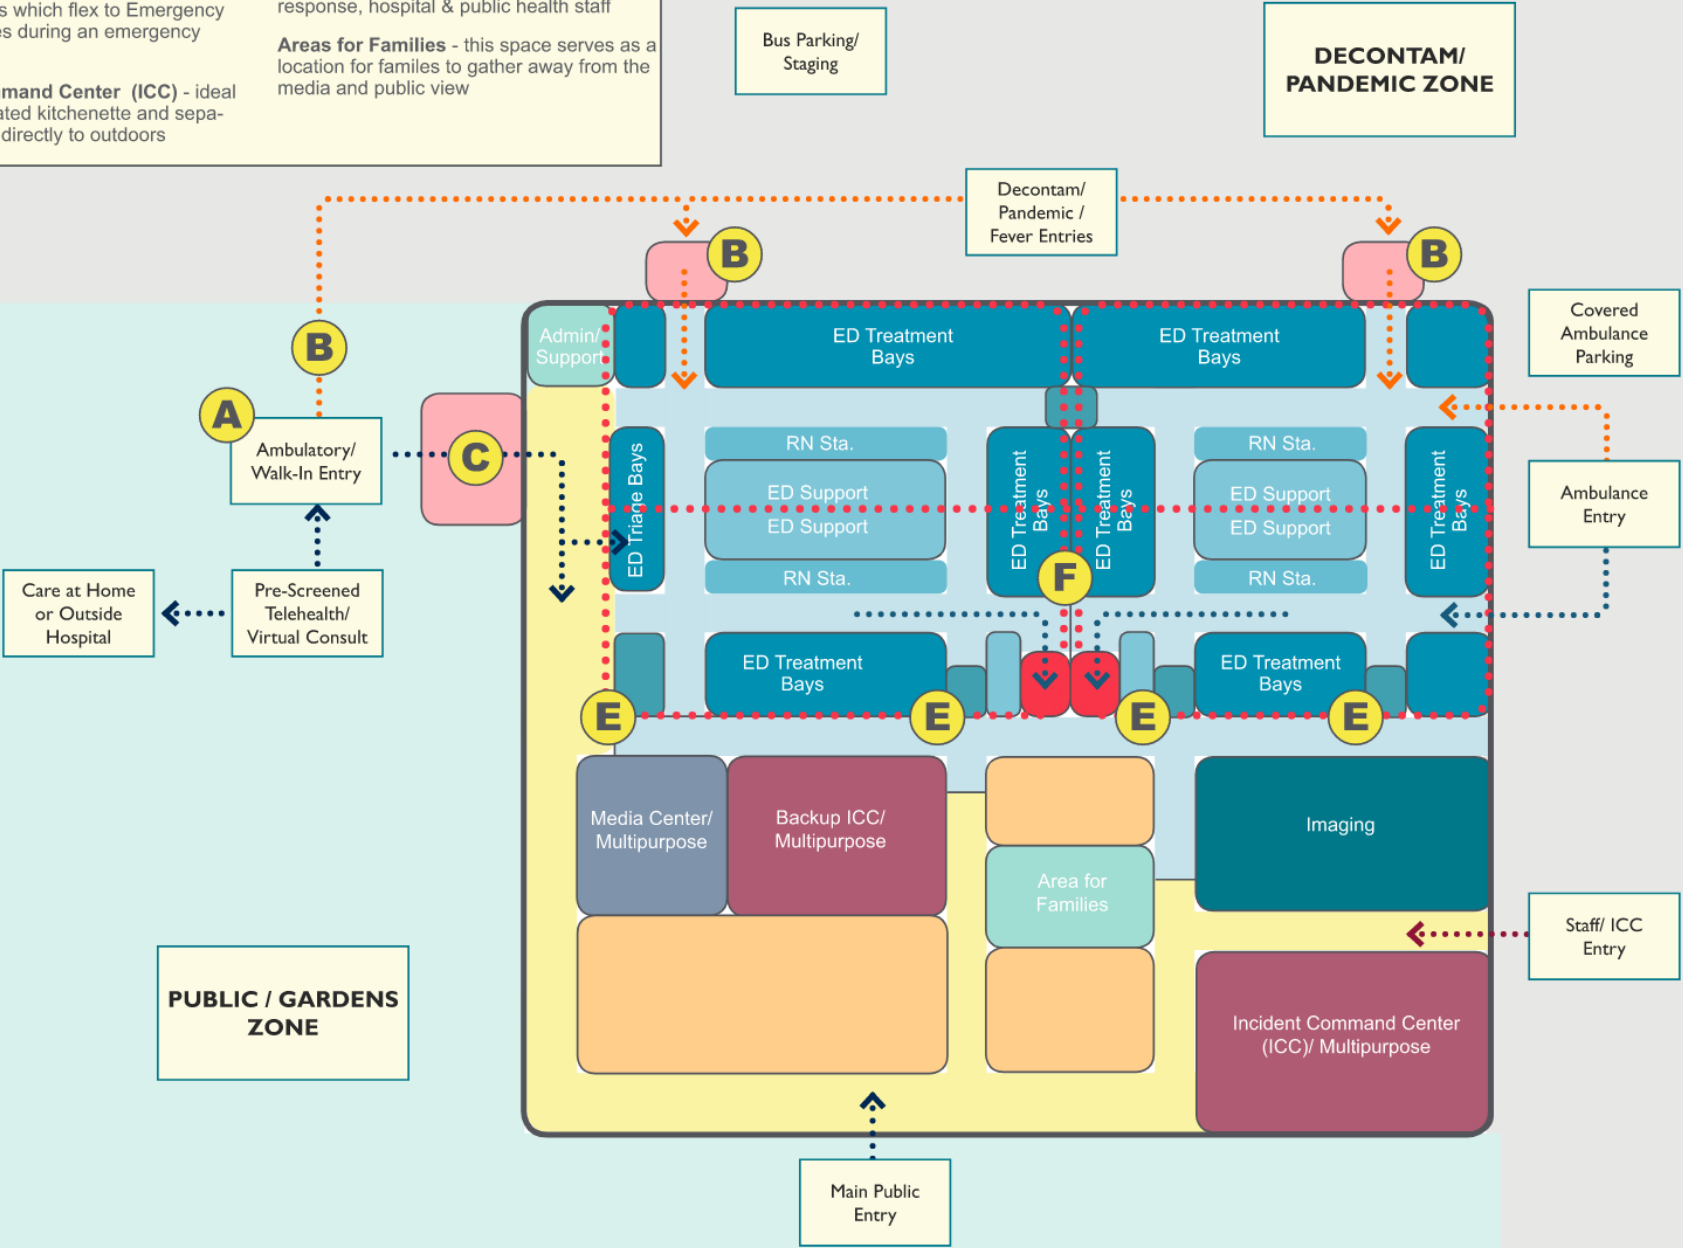 s which flex to Emergency
es during an emergency
mand Center (ICC) - ideal
ated kitchenette and sepa-
directly to outdoors
response, hospital & public health staff
Areas for Families - this space serves as a
location for familes to gather away from the
media and public view
Bus Parking/
Staging
DECONTAM/
PANDEMIC ZONE
Decontam/
Pandemic /
Fever Entries
B
B
B
A
Ambulatory/
Walk-In Entry
C
Care at Home
or Outside
Hospital
Pre-Screened
Telehealth/
Virtual Consult
Admin/
Support
ED Treatment
Bays
ED Treatment
Bays
Covered
Ambulance
Parking
ED Triage Bays
RN Sta.
ED Support
ED Support
RN Sta.
ED Treatment
Bays
ED Treatment
Bays
RN Sta.
ED Support
ED Support
RN Sta.
ED Treatment
Bays
Ambulance
Entry
F
ED Treatment
Bays
ED Treatment
Bays
E
E
E
E
Media Center/
Multipurpose
Backup ICC/
Multipurpose
Area for
Families
Imaging
Staff/ ICC
Entry
PUBLIC / GARDENS
ZONE
Incident Command Center
(ICC)/ Multipurpose
Main Public
Entry